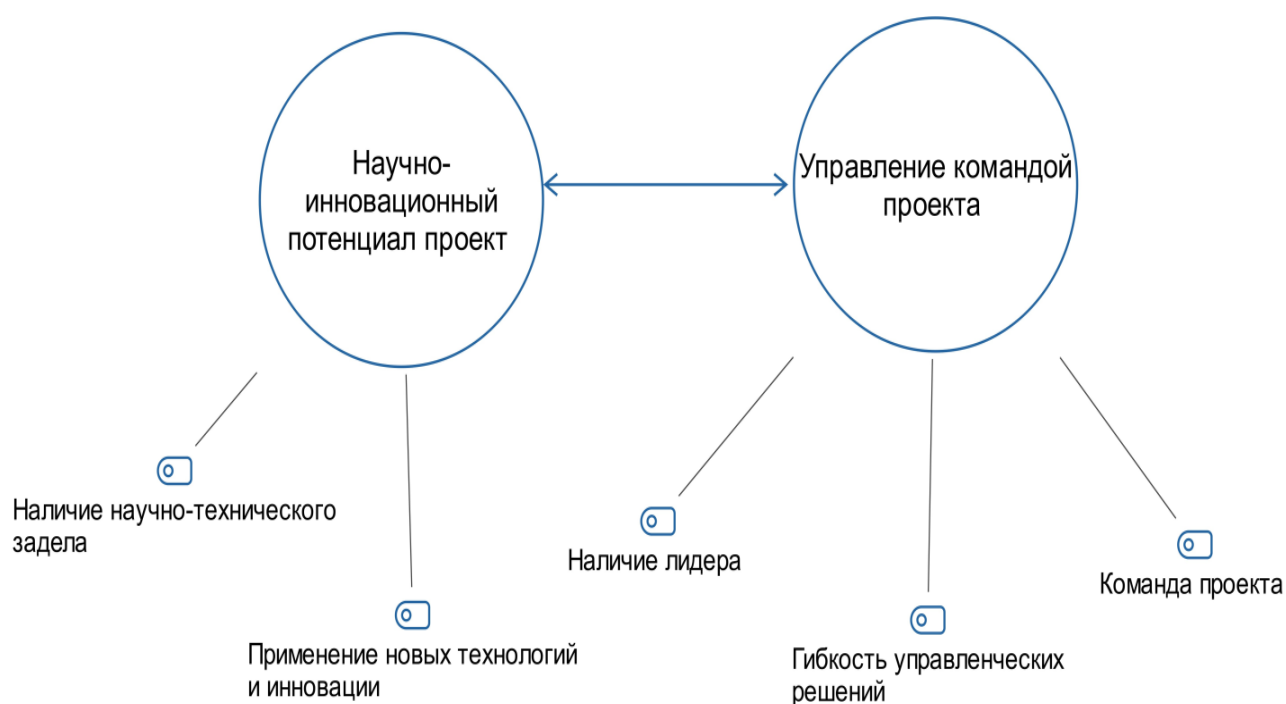 Научно-
инновационный
потенциал проект
Управление командой
проекта
Наличие научно-технического
задела
Применение новых технологий
и инновации
Наличие лидера
Гибкость управленческих
решений
Команда проекта